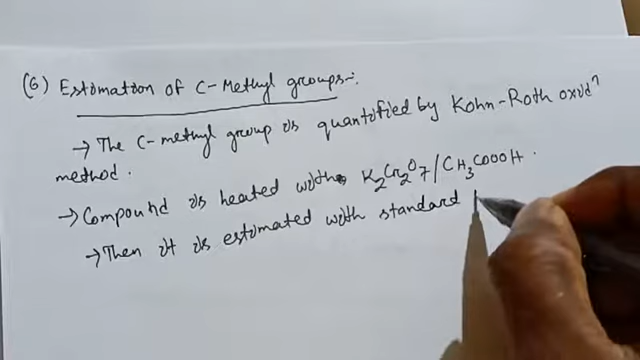 (6) Estimation of C-Methyl groups:-
→ The C-methyl group is quantified by Kohn-Roth oxidⁿ
method.
→ Compound is heated with K₂Cr₂O₇/CH₃COOOH.
→ Then it is estimated with standard